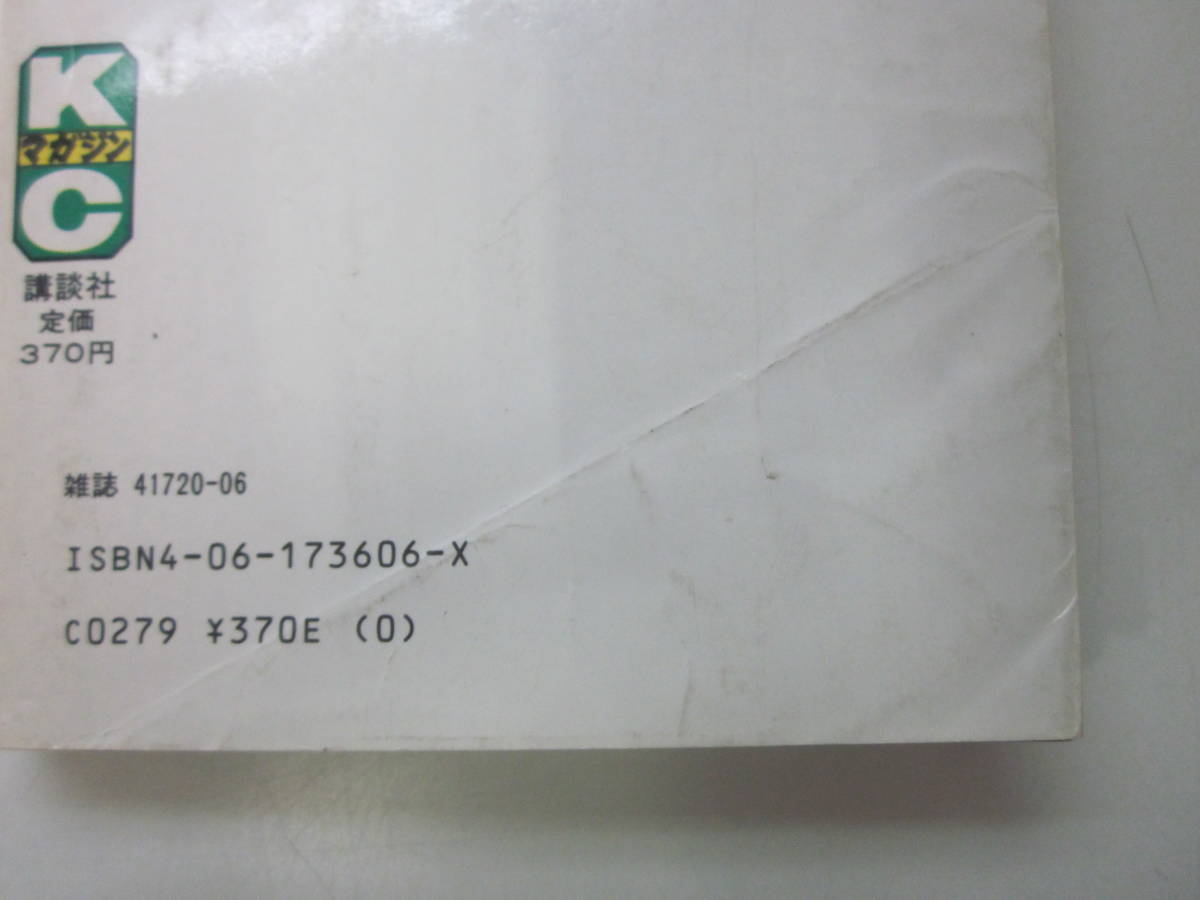 K
マガジン
C
講談社
定価
370円
雑誌 41720-06
ISBN4-06-173606-X
C0279 ¥370E (0)